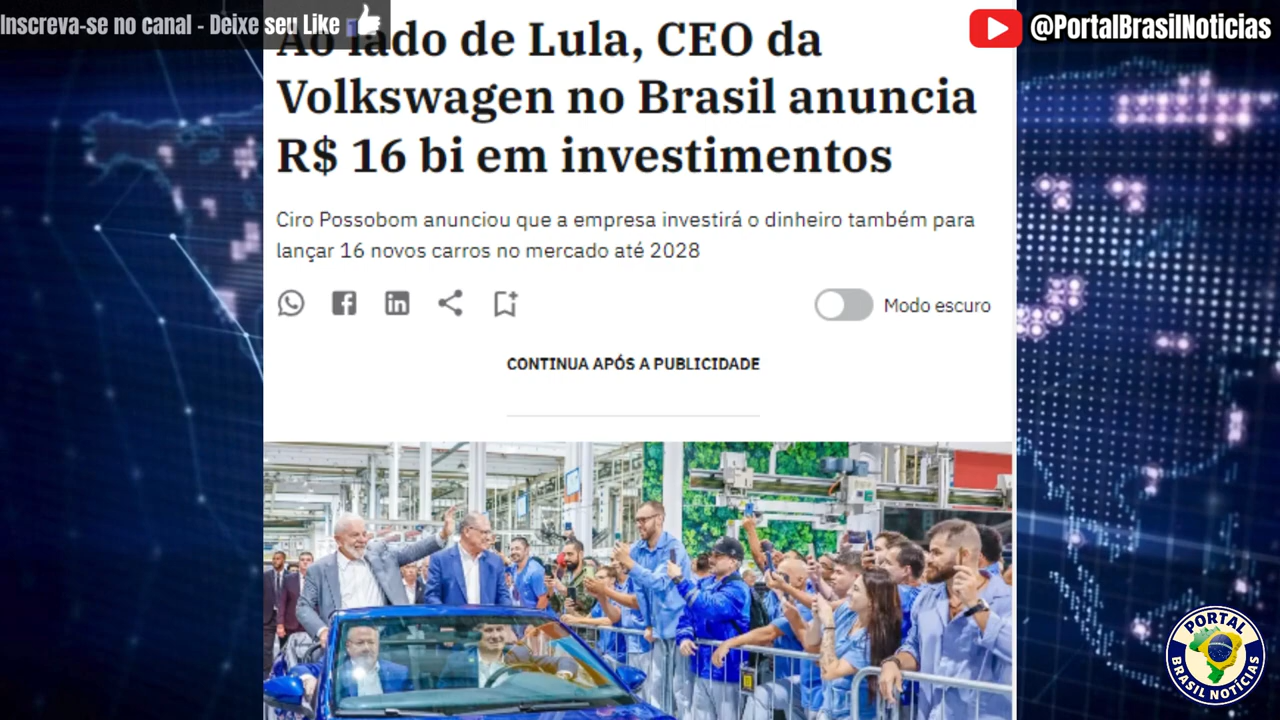 Inscreva-se no canal - Deixe seu Like
@PortalBrasilNoticias
Ao lado de Lula, CEO da
Volkswagen no Brasil anuncia
R$ 16 bi em investimentos
Ciro Possobom anunciou que a empresa investirá o dinheiro também para
lançar 16 novos carros no mercado até 2028
Modo escuro
CONTINUA APÓS A PUBLICIDADE
PORTAL
BRASIL NOTÍCIAS